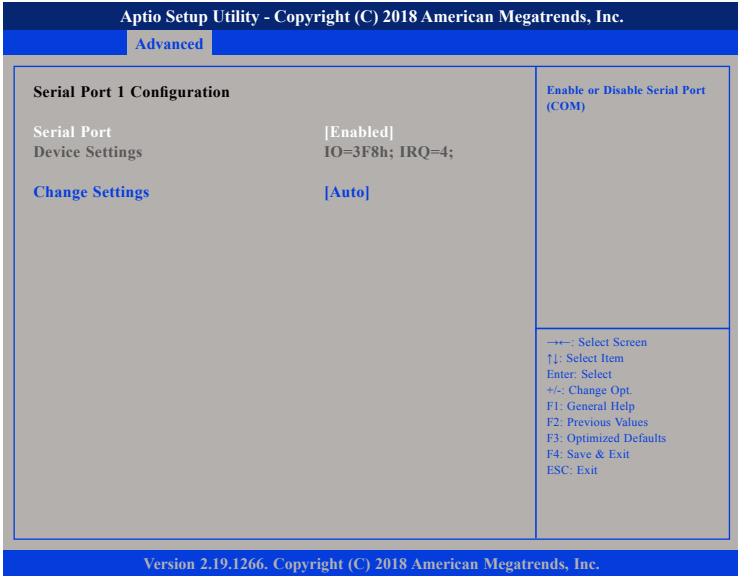 Aptio Setup Utility - Copyright (C) 2018 American Megatrends, Inc.
Advanced
Serial Port 1 Configuration
Serial Port [Enabled]
Device Settings IO=3F8h; IRQ=4;
Change Settings [Auto]
Enable or Disable Serial Port
(COM)
→←: Select Screen
↑↓: Select Item
Enter: Select
+/-: Change Opt.
F1: General Help
F2: Previous Values
F3: Optimized Defaults
F4: Save & Exit
ESC: Exit
Version 2.19.1266. Copyright (C) 2018 American Megatrends, Inc.